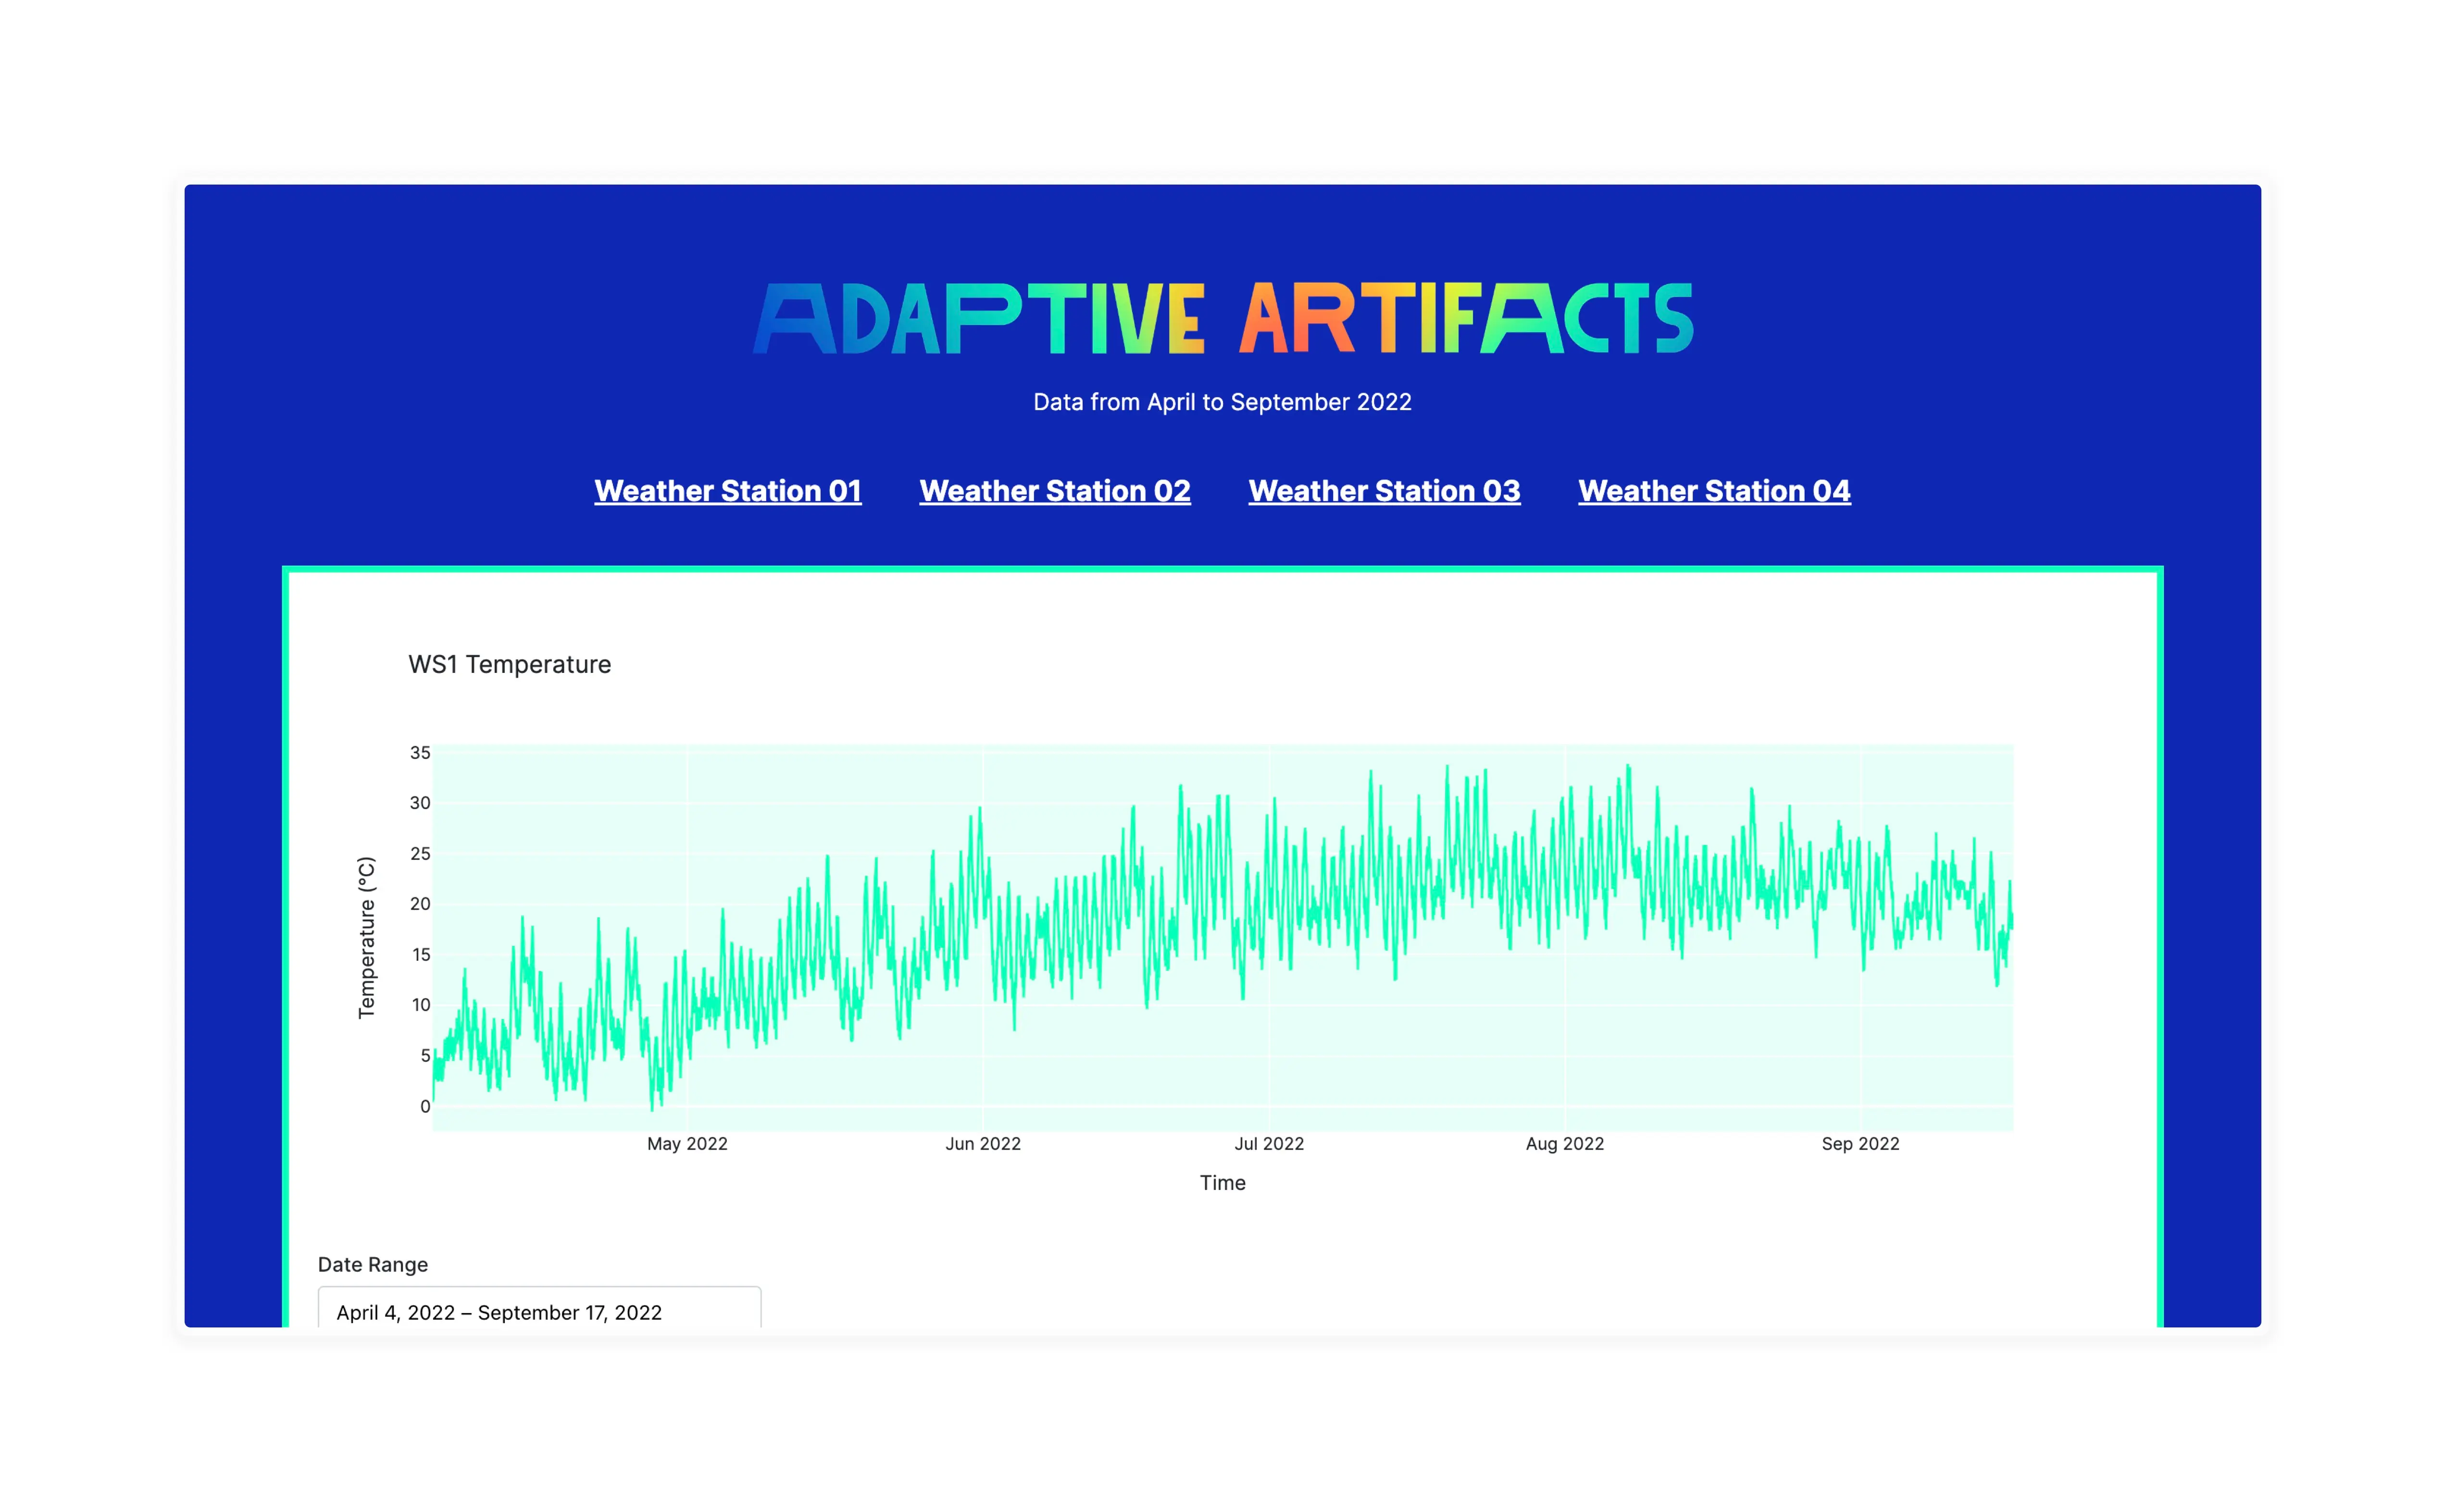 ADAPTIVE ARTIFACTS
Data from April to September 2022
Weather Station 01 Weather Station 02 Weather Station 03 Weather Station 04
WS1 Temperature
35
30
25
20
15
10
5
0
Temperature (°C)
May 2022 Jun 2022 Jul 2022 Aug 2022 Sep 2022
Time
Date Range
April 4, 2022 – September 17, 2022